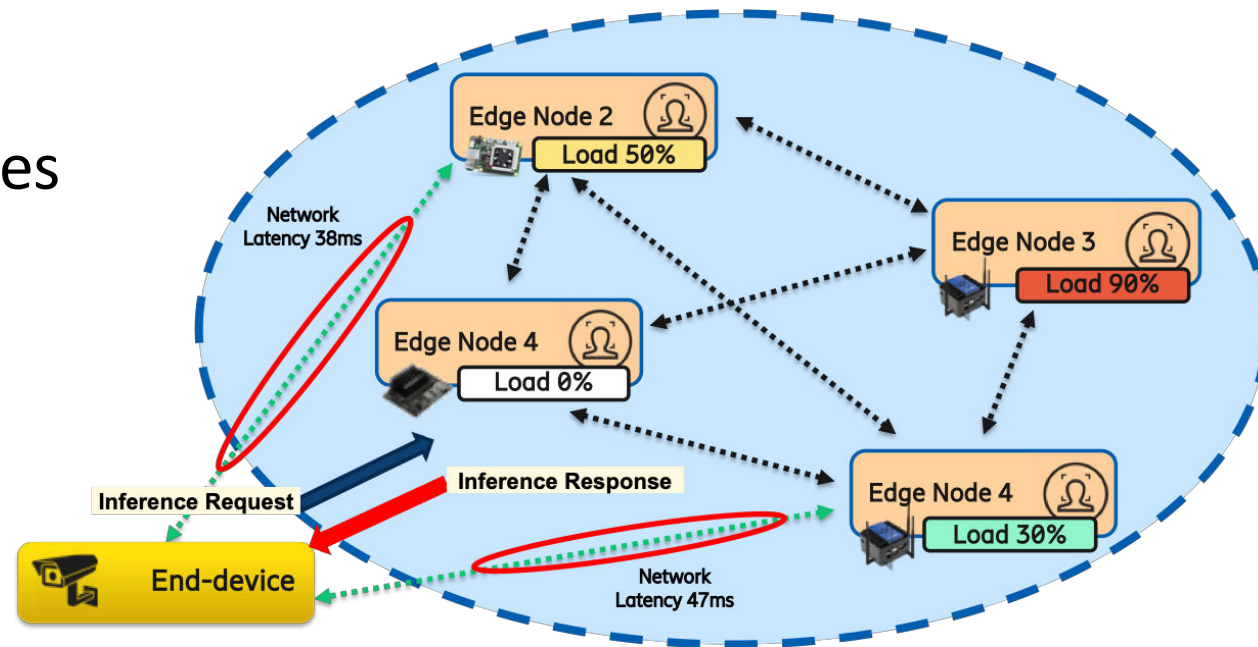 es
Edge Node 2
Load 50%
Network
Latency 38ms
Edge Node 3
Load 90%
Edge Node 4
Load 0%
Inference Request
Inference Response
Edge Node 4
Load 30%
End-device
Network
Latency 47ms